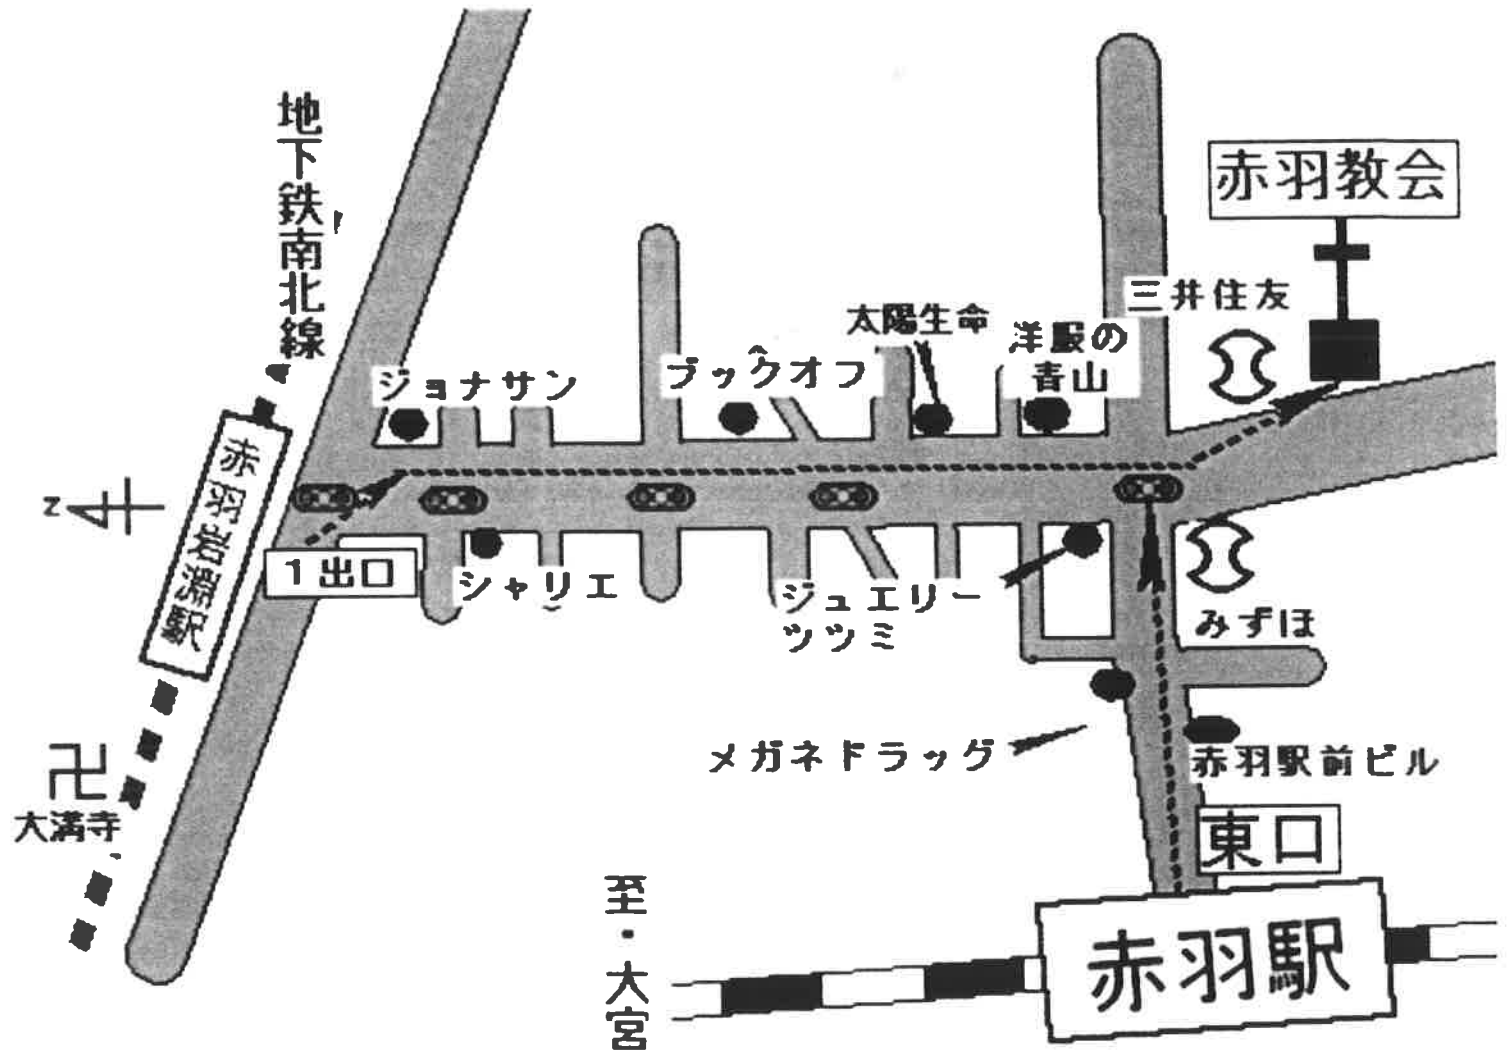 地下鉄南北線
赤羽教会
三井住友
太陽生命
洋服の
青山
ブックオフ
ジョナサン
赤羽岩淵駅
N
1出口
シャリエ
ジュエリー
ツツミ
みずほ
メガネドラッグ
赤羽駅前ビル
大満寺
東口
赤羽駅
至・大宮